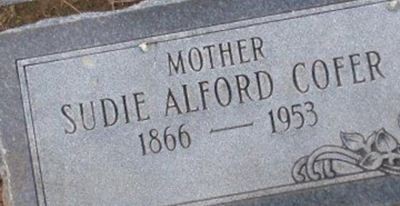 MOTHER
SUDIE ALFORD COFER
1866 — 1953